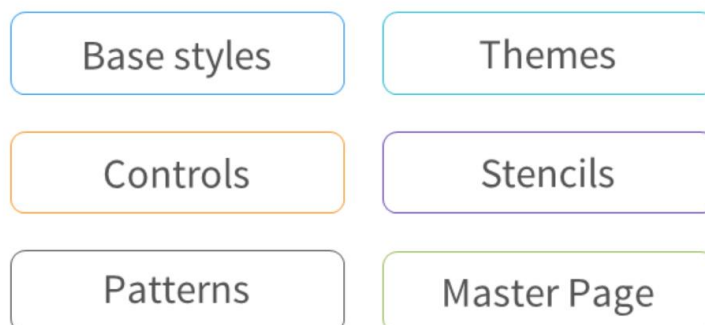 Base styles
Themes
Controls
Stencils
Patterns
Master Page